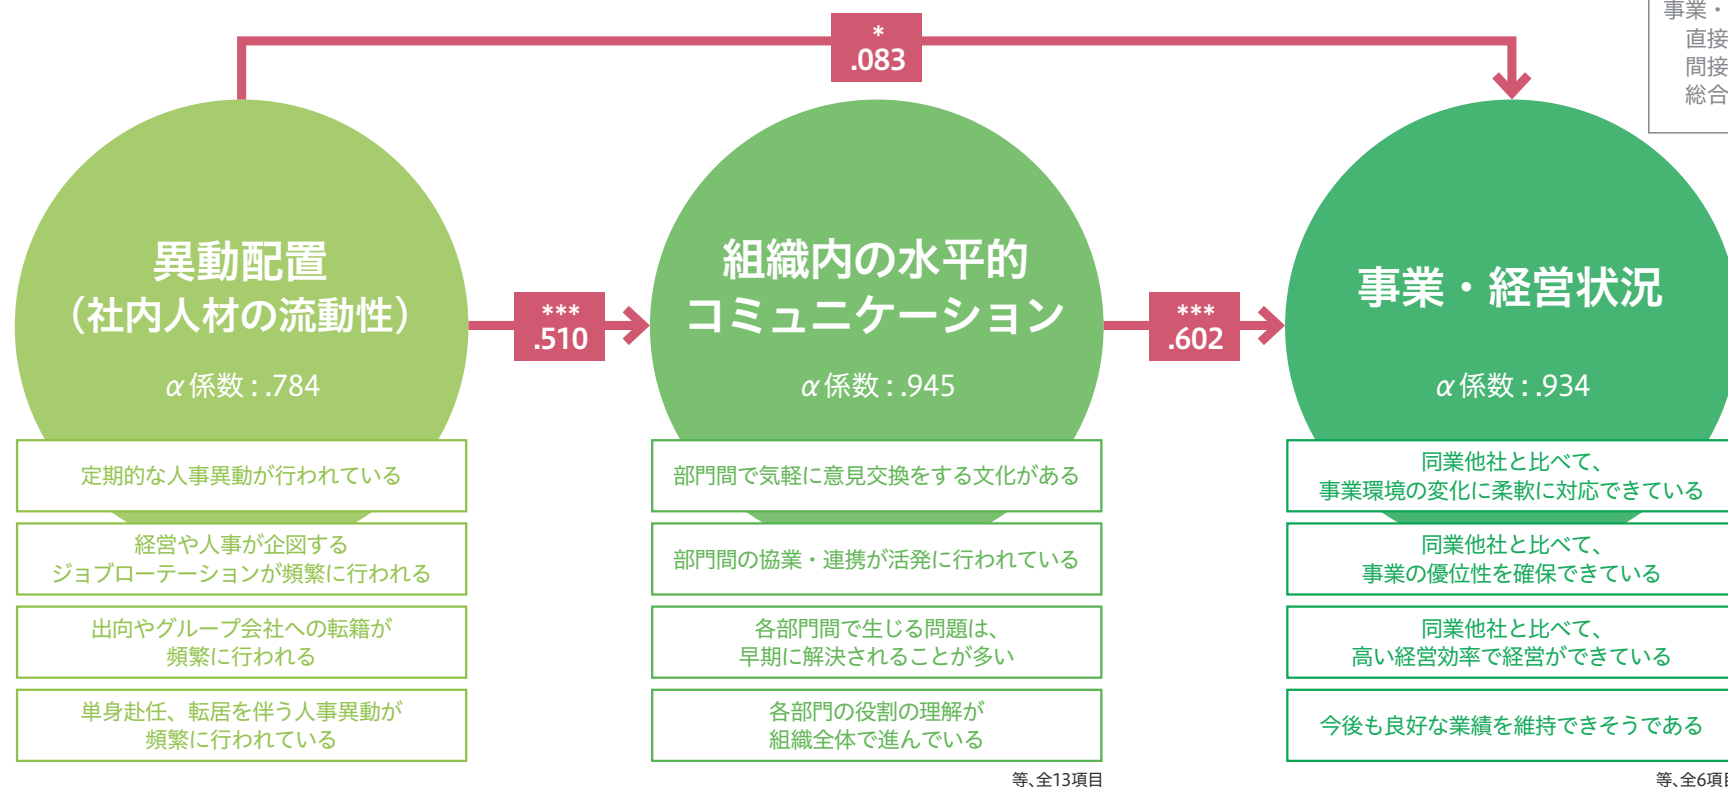 *
.083
事業・
直接
間接
総合
異動配置
（社内人材の流動性）
α係数：.784
***
.510
組織内の水平的
コミュニケーション
α係数：.945
***
.602
事業・経営状況
α係数：.934
定期的な人事異動が行われている
経営や人事が企図する
ジョブローテーションが頻繁に行われる
出向やグループ会社への転籍が
頻繁に行われる
単身赴任、転居を伴う人事異動が
頻繁に行われている
部門間で気軽に意見交換をする文化がある
部門間の協業・連携が活発に行われている
各部門間で生じる問題は、
早期に解決されることが多い
各部門の役割の理解が
組織全体で進んでいる
等、全13項目
同業他社と比べて、
事業環境の変化に柔軟に対応できている
同業他社と比べて、
事業の優位性を確保できている
同業他社と比べて、
高い経営効率で経営ができている
今後も良好な業績を維持できそうである
等、全6項目